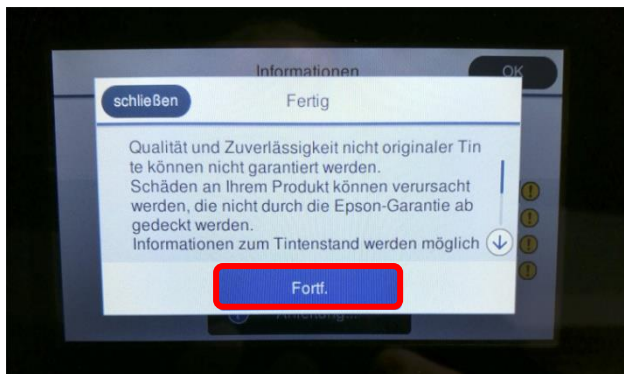 Informationen
OK
schließen
Fertig
Qualität und Zuverlässigkeit nicht originaler Tin
te können nicht garantiert werden.
Schäden an Ihrem Produkt können verursacht
werden, die nicht durch die Epson-Garantie ab
gedeckt werden.
Informationen zum Tintenstand werden möglich
Fortf.
Anleitung...